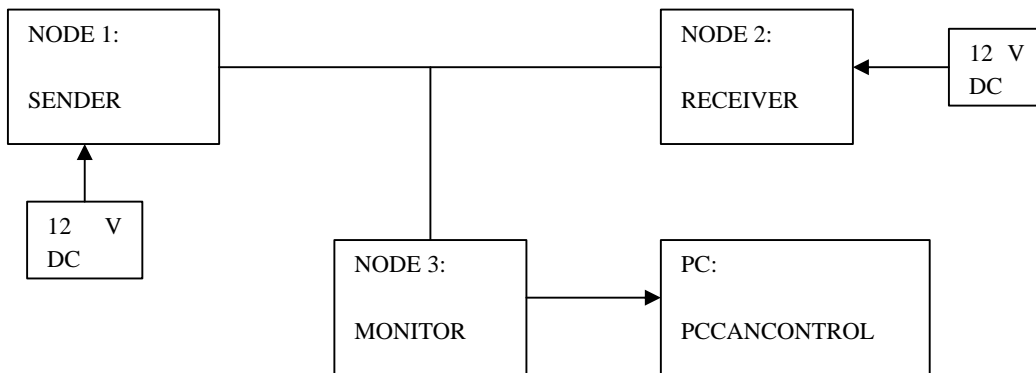 NODE 1:
SENDER
NODE 2:
RECEIVER
12 V
DC
12 V
DC
NODE 3:
MONITOR
PC:
PCCANCONTROL